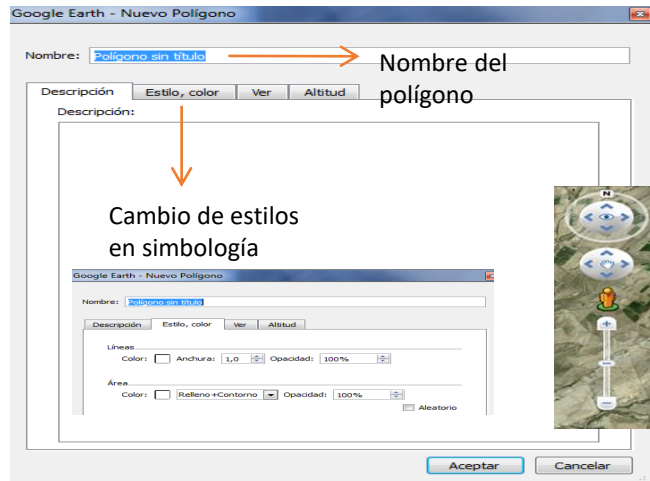 Google Earth - Nuevo Polígono
Nombre: Polígono sin título
Nombre del
polígono
Descripción Estilo, color Ver Altitud
Descripción:
Cambio de estilos
en simbología
N
Google Earth - Nuevo Polígono
Nombre: Polígono sin título
Descripción Estilo, color Ver Altitud
Líneas
Color: Anchura: 1,0 Opacidad: 100%
Área
Color: Relleno+Contorno Opacidad: 100%
Aleatorio
Aceptar Cancelar